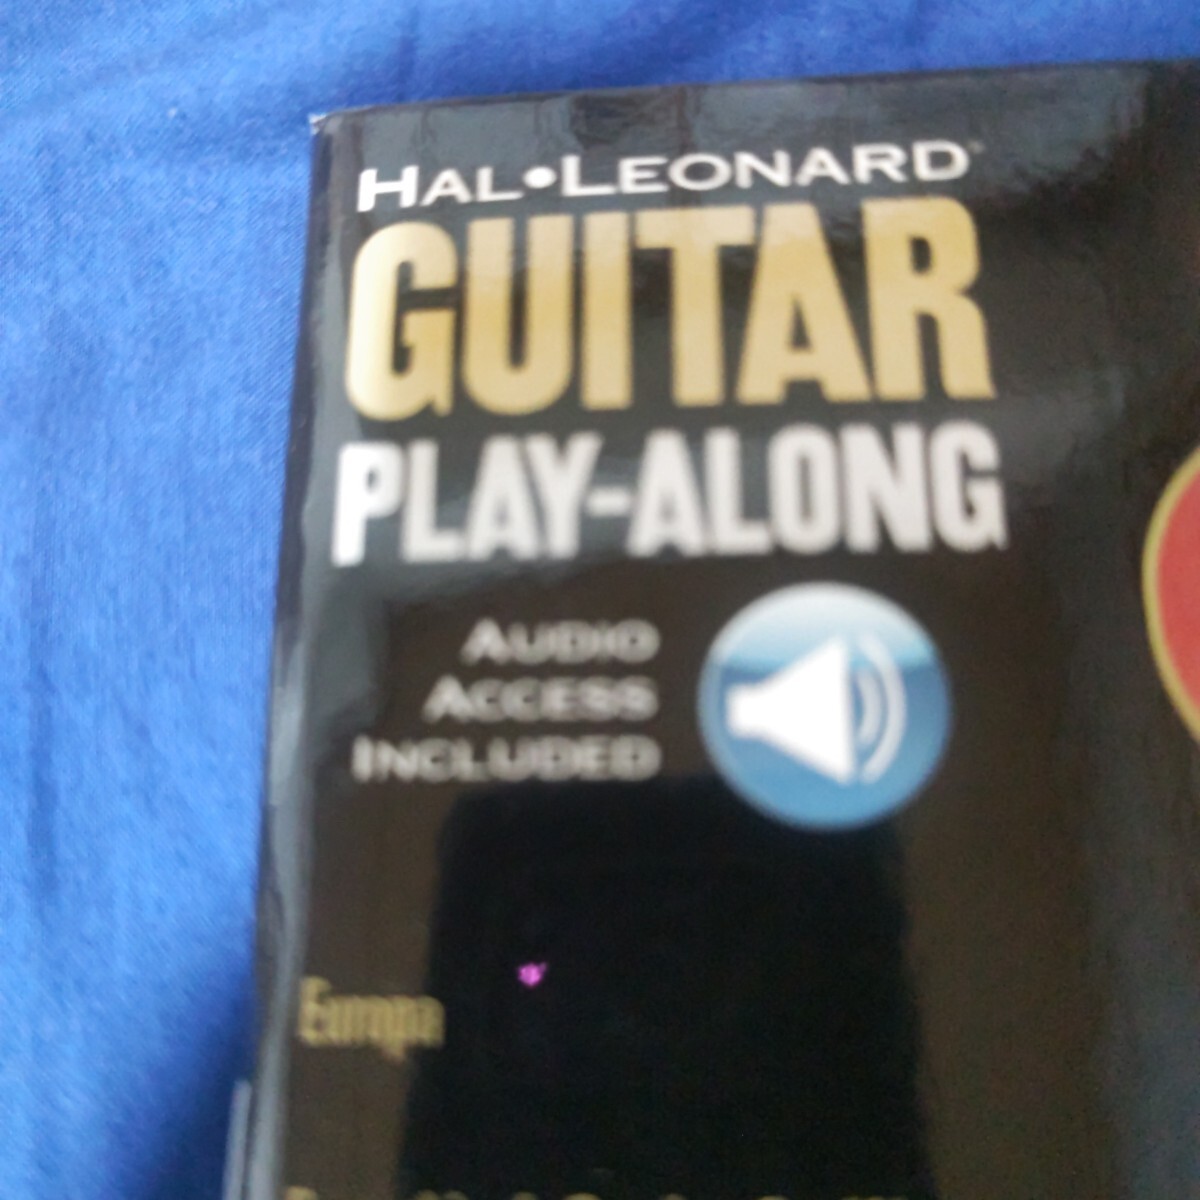 HAL•LEONARD®
GUITAR
PLAY-ALONG
AUDIO
ACCESS
INCLUDED
Europa